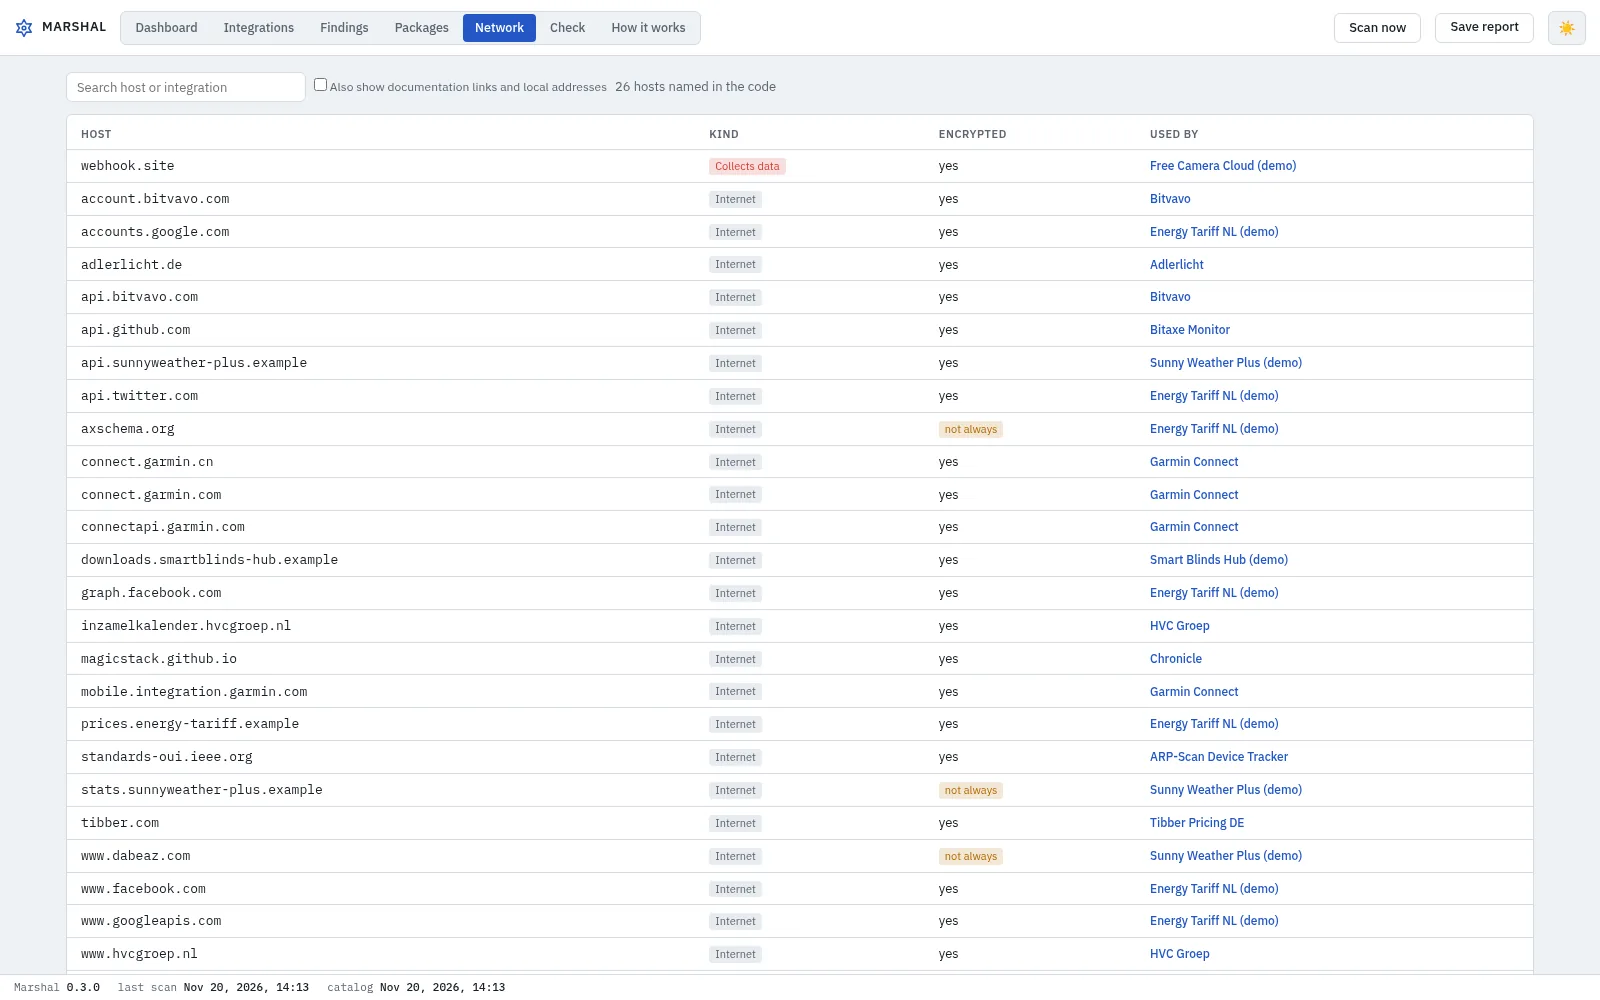 MARSHAL Dashboard Integrations Findings Packages Network Check How it works Scan now Save report
Search host or integration Also show documentation links and local addresses 26 hosts named in the code
HOST KIND ENCRYPTED USED BY
webhook.site Collects data yes Free Camera Cloud (demo)
account.bitvavo.com Internet yes Bitvavo
accounts.google.com Internet yes Energy Tariff NL (demo)
adlerlicht.de Internet yes Adlerlicht
api.bitvavo.com Internet yes Bitvavo
api.github.com Internet yes Bitaxe Monitor
api.sunnyweather-plus.example Internet yes Sunny Weather Plus (demo)
api.twitter.com Internet yes Energy Tariff NL (demo)
axschema.org Internet not always Energy Tariff NL (demo)
connect.garmin.cn Internet yes Garmin Connect
connect.garmin.com Internet yes Garmin Connect
connectapi.garmin.com Internet yes Garmin Connect
downloads.smartblinds-hub.example Internet yes Smart Blinds Hub (demo)
graph.facebook.com Internet yes Energy Tariff NL (demo)
inzamelkalender.hvcgroep.nl Internet yes HVC Groep
magicstack.github.io Internet yes Chronicle
mobile.integration.garmin.com Internet yes Garmin Connect
prices.energy-tariff.example Internet yes Energy Tariff NL (demo)
standards-oui.ieee.org Internet yes ARP-Scan Device Tracker
stats.sunnyweather-plus.example Internet not always Sunny Weather Plus (demo)
tibber.com Internet yes Tibber Pricing DE
www.dabeaz.com Internet not always Sunny Weather Plus (demo)
www.facebook.com Internet yes Energy Tariff NL (demo)
www.googleapis.com Internet yes Energy Tariff NL (demo)
www.hvcgroep.nl Internet yes HVC Groep
Marshal 0.3.0 last scan Nov 20, 2026, 14:13 catalog Nov 20, 2026, 14:13